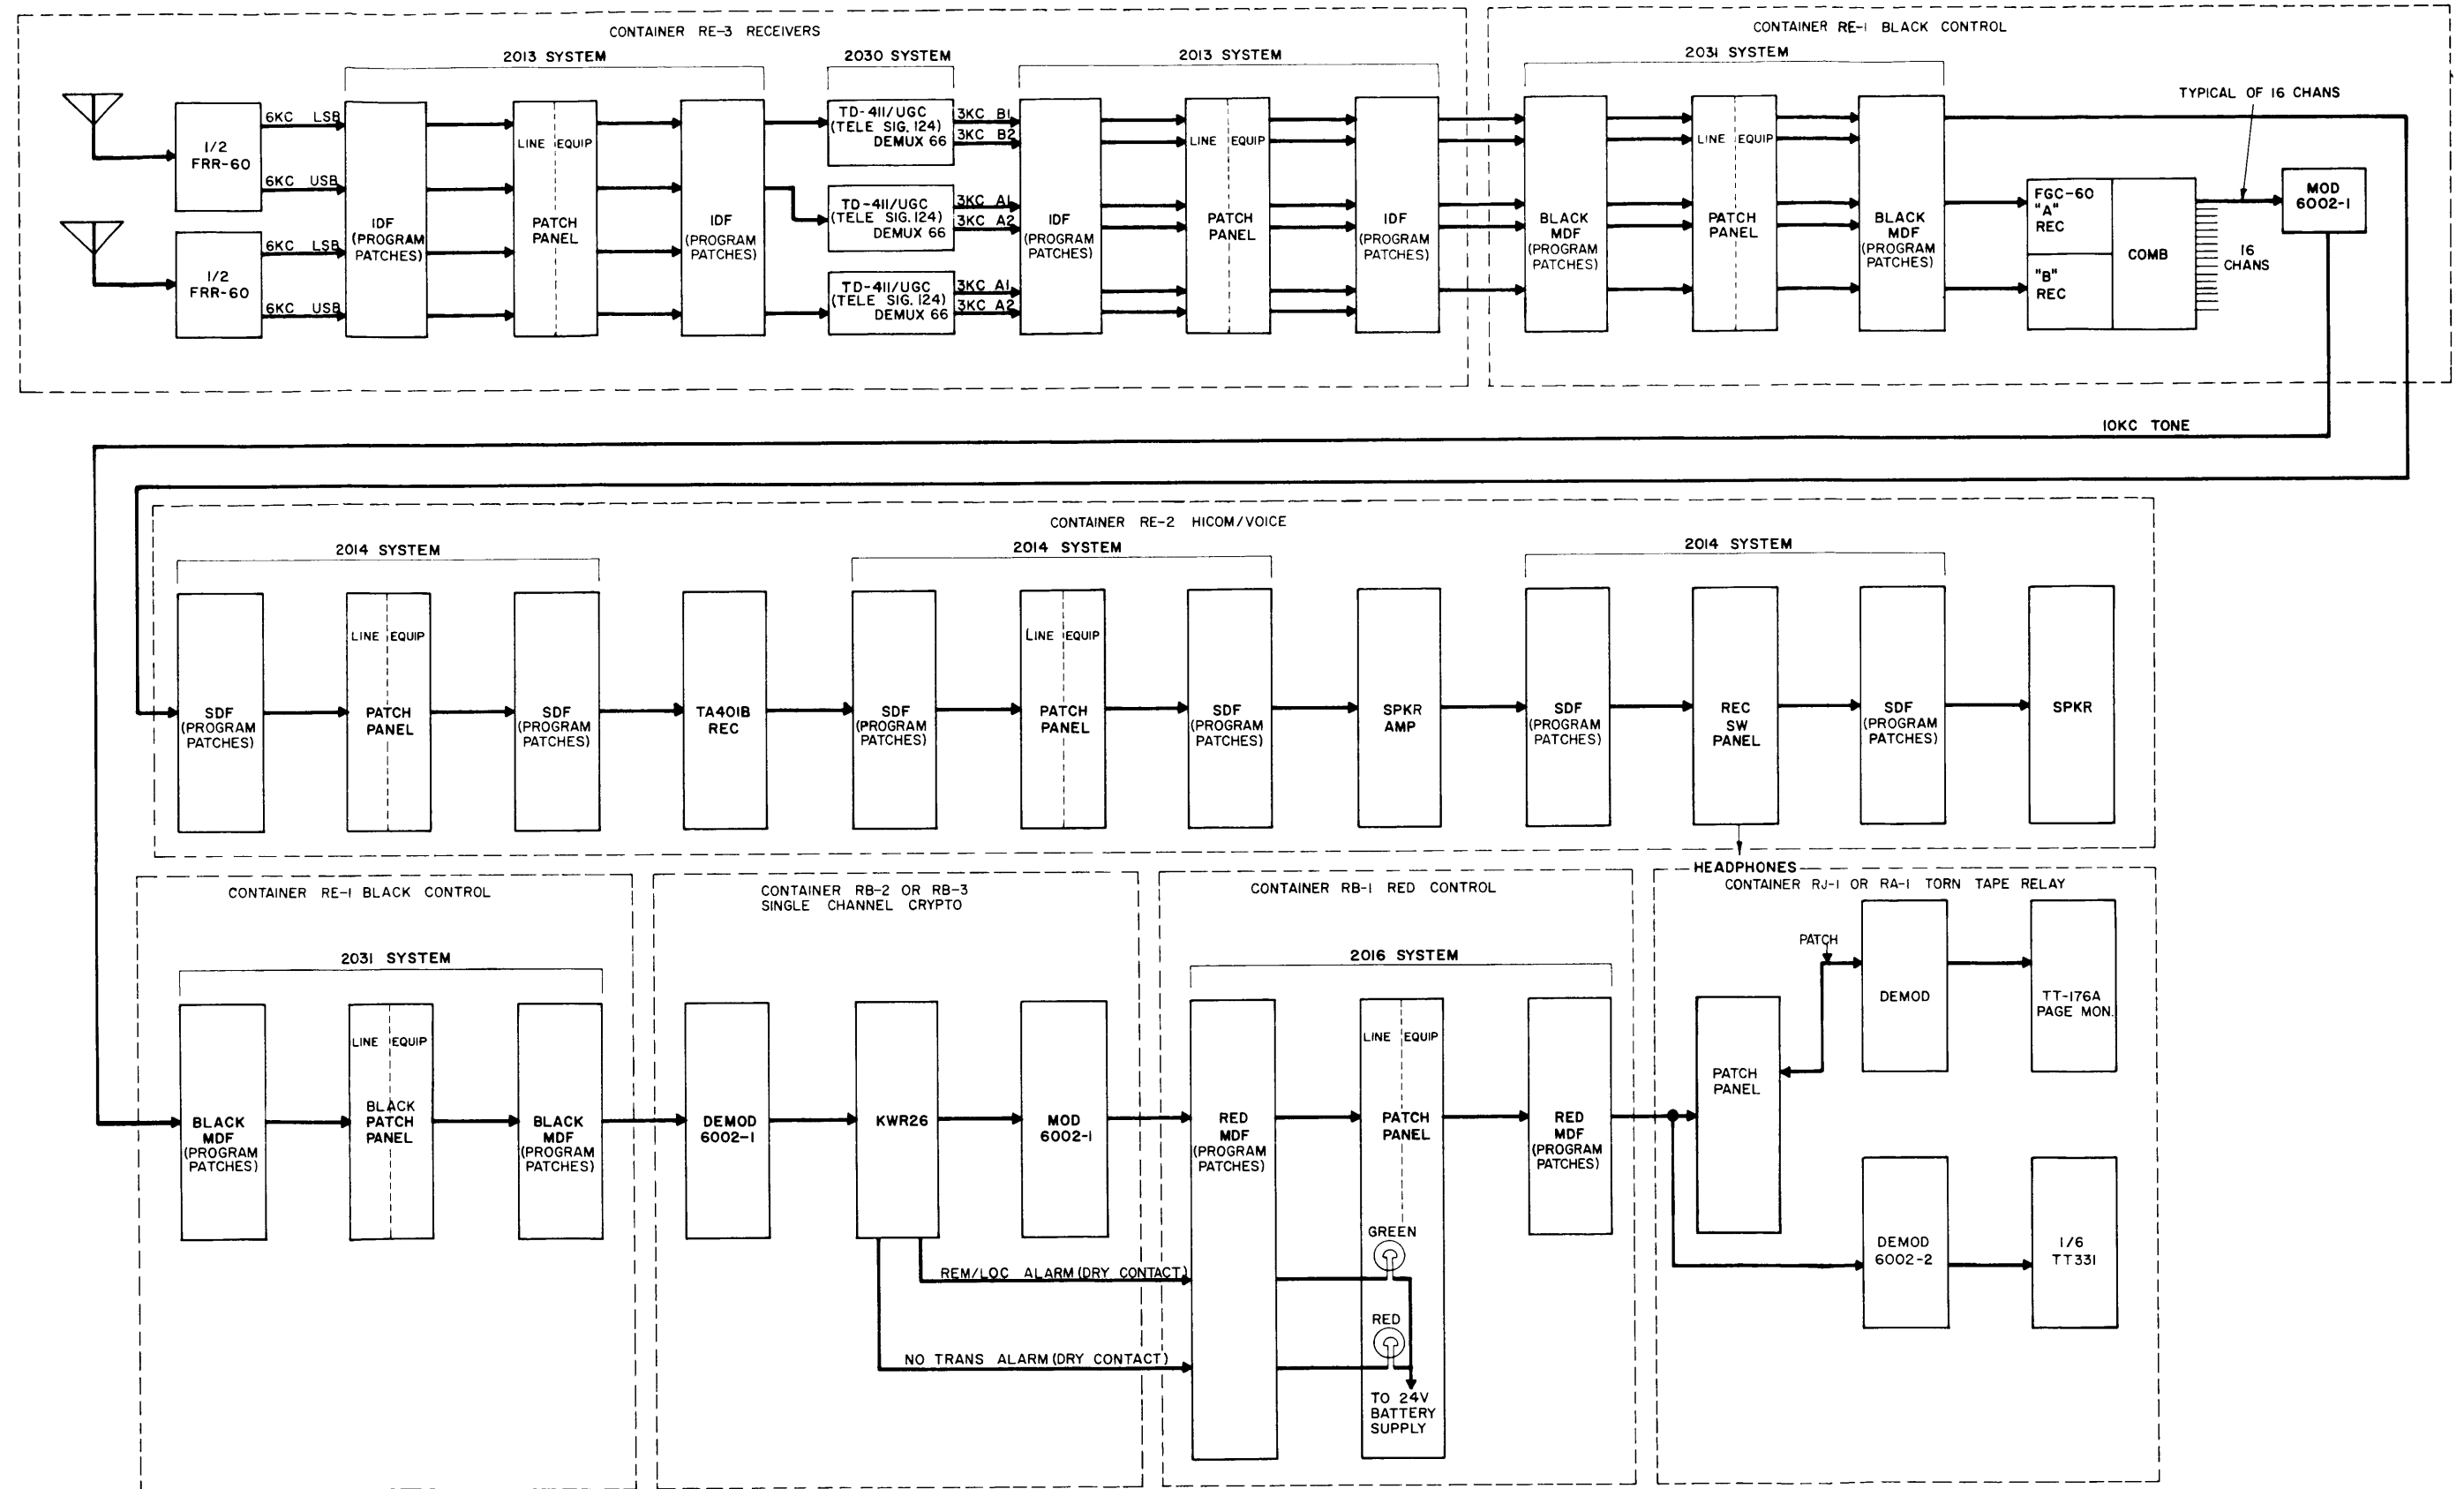 CONTAINER RE-3 RECEIVERS
2013 SYSTEM
2030 SYSTEM
2013 SYSTEM
1/2
FRR-60
6KC LSB
6KC USB
1/2
FRR-60
6KC LSB
6KC USB
IDF
(PROGRAM
PATCHES)
LINE EQUIP
PATCH
PANEL
IDF
(PROGRAM
PATCHES)
TD-411/UGC
(TELE SIG. 124)
DEMUX 66
3KC B1
3KC B2
TD-411/UGC
(TELE SIG. 124)
DEMUX 66
3KC A1
3KC A2
TD-411/UGC
(TELE SIG. 124)
DEMUX 66
3KC A1
3KC A2
IDF
(PROGRAM
PATCHES)
LINE EQUIP
PATCH
PANEL
IDF
(PROGRAM
PATCHES)
CONTAINER RE-1 BLACK CONTROL
2031 SYSTEM
BLACK
MDF
(PROGRAM
PATCHES)
LINE EQUIP
PATCH
PANEL
BLACK
MDF
(PROGRAM
PATCHES)
FGC-60
"A"
REC
"B"
REC
COMB
TYPICAL OF 16 CHANS
16
CHANS
MOD
6002-1
10KC TONE
CONTAINER RE-2 HICOM/VOICE
2014 SYSTEM
2014 SYSTEM
2014 SYSTEM
SDF
(PROGRAM
PATCHES)
LINE EQUIP
PATCH
PANEL
SDF
(PROGRAM
PATCHES)
TA401B
REC
SDF
(PROGRAM
PATCHES)
LINE EQUIP
PATCH
PANEL
SDF
(PROGRAM
PATCHES)
SPKR
AMP
SDF
(PROGRAM
PATCHES)
REC
SW
PANEL
SDF
(PROGRAM
PATCHES)
SPKR
HEADPHONES
CONTAINER RE-1 BLACK CONTROL
2031 SYSTEM
BLACK
MDF
(PROGRAM
PATCHES)
LINE EQUIP
BLACK
PATCH
PANEL
BLACK
MDF
(PROGRAM
PATCHES)
CONTAINER RB-2 OR RB-3
SINGLE CHANNEL CRYPTO
DEMOD
6002-1
KWR26
MOD
6002-1
REM/LOC ALARM (DRY CONTACT)
NO TRANS ALARM (DRY CONTACT)
CONTAINER RB-1 RED CONTROL
2016 SYSTEM
RED
MDF
(PROGRAM
PATCHES)
LINE EQUIP
PATCH
PANEL
GREEN
RED
TO 24V
BATTERY
SUPPLY
RED
MDF
(PROGRAM
PATCHES)
CONTAINER RJ-1 OR RA-1 TORN TAPE RELAY
PATCH
PATCH
PANEL
DEMOD
TT-176A
PAGE MON.
DEMOD
6002-2
1/6
TT331